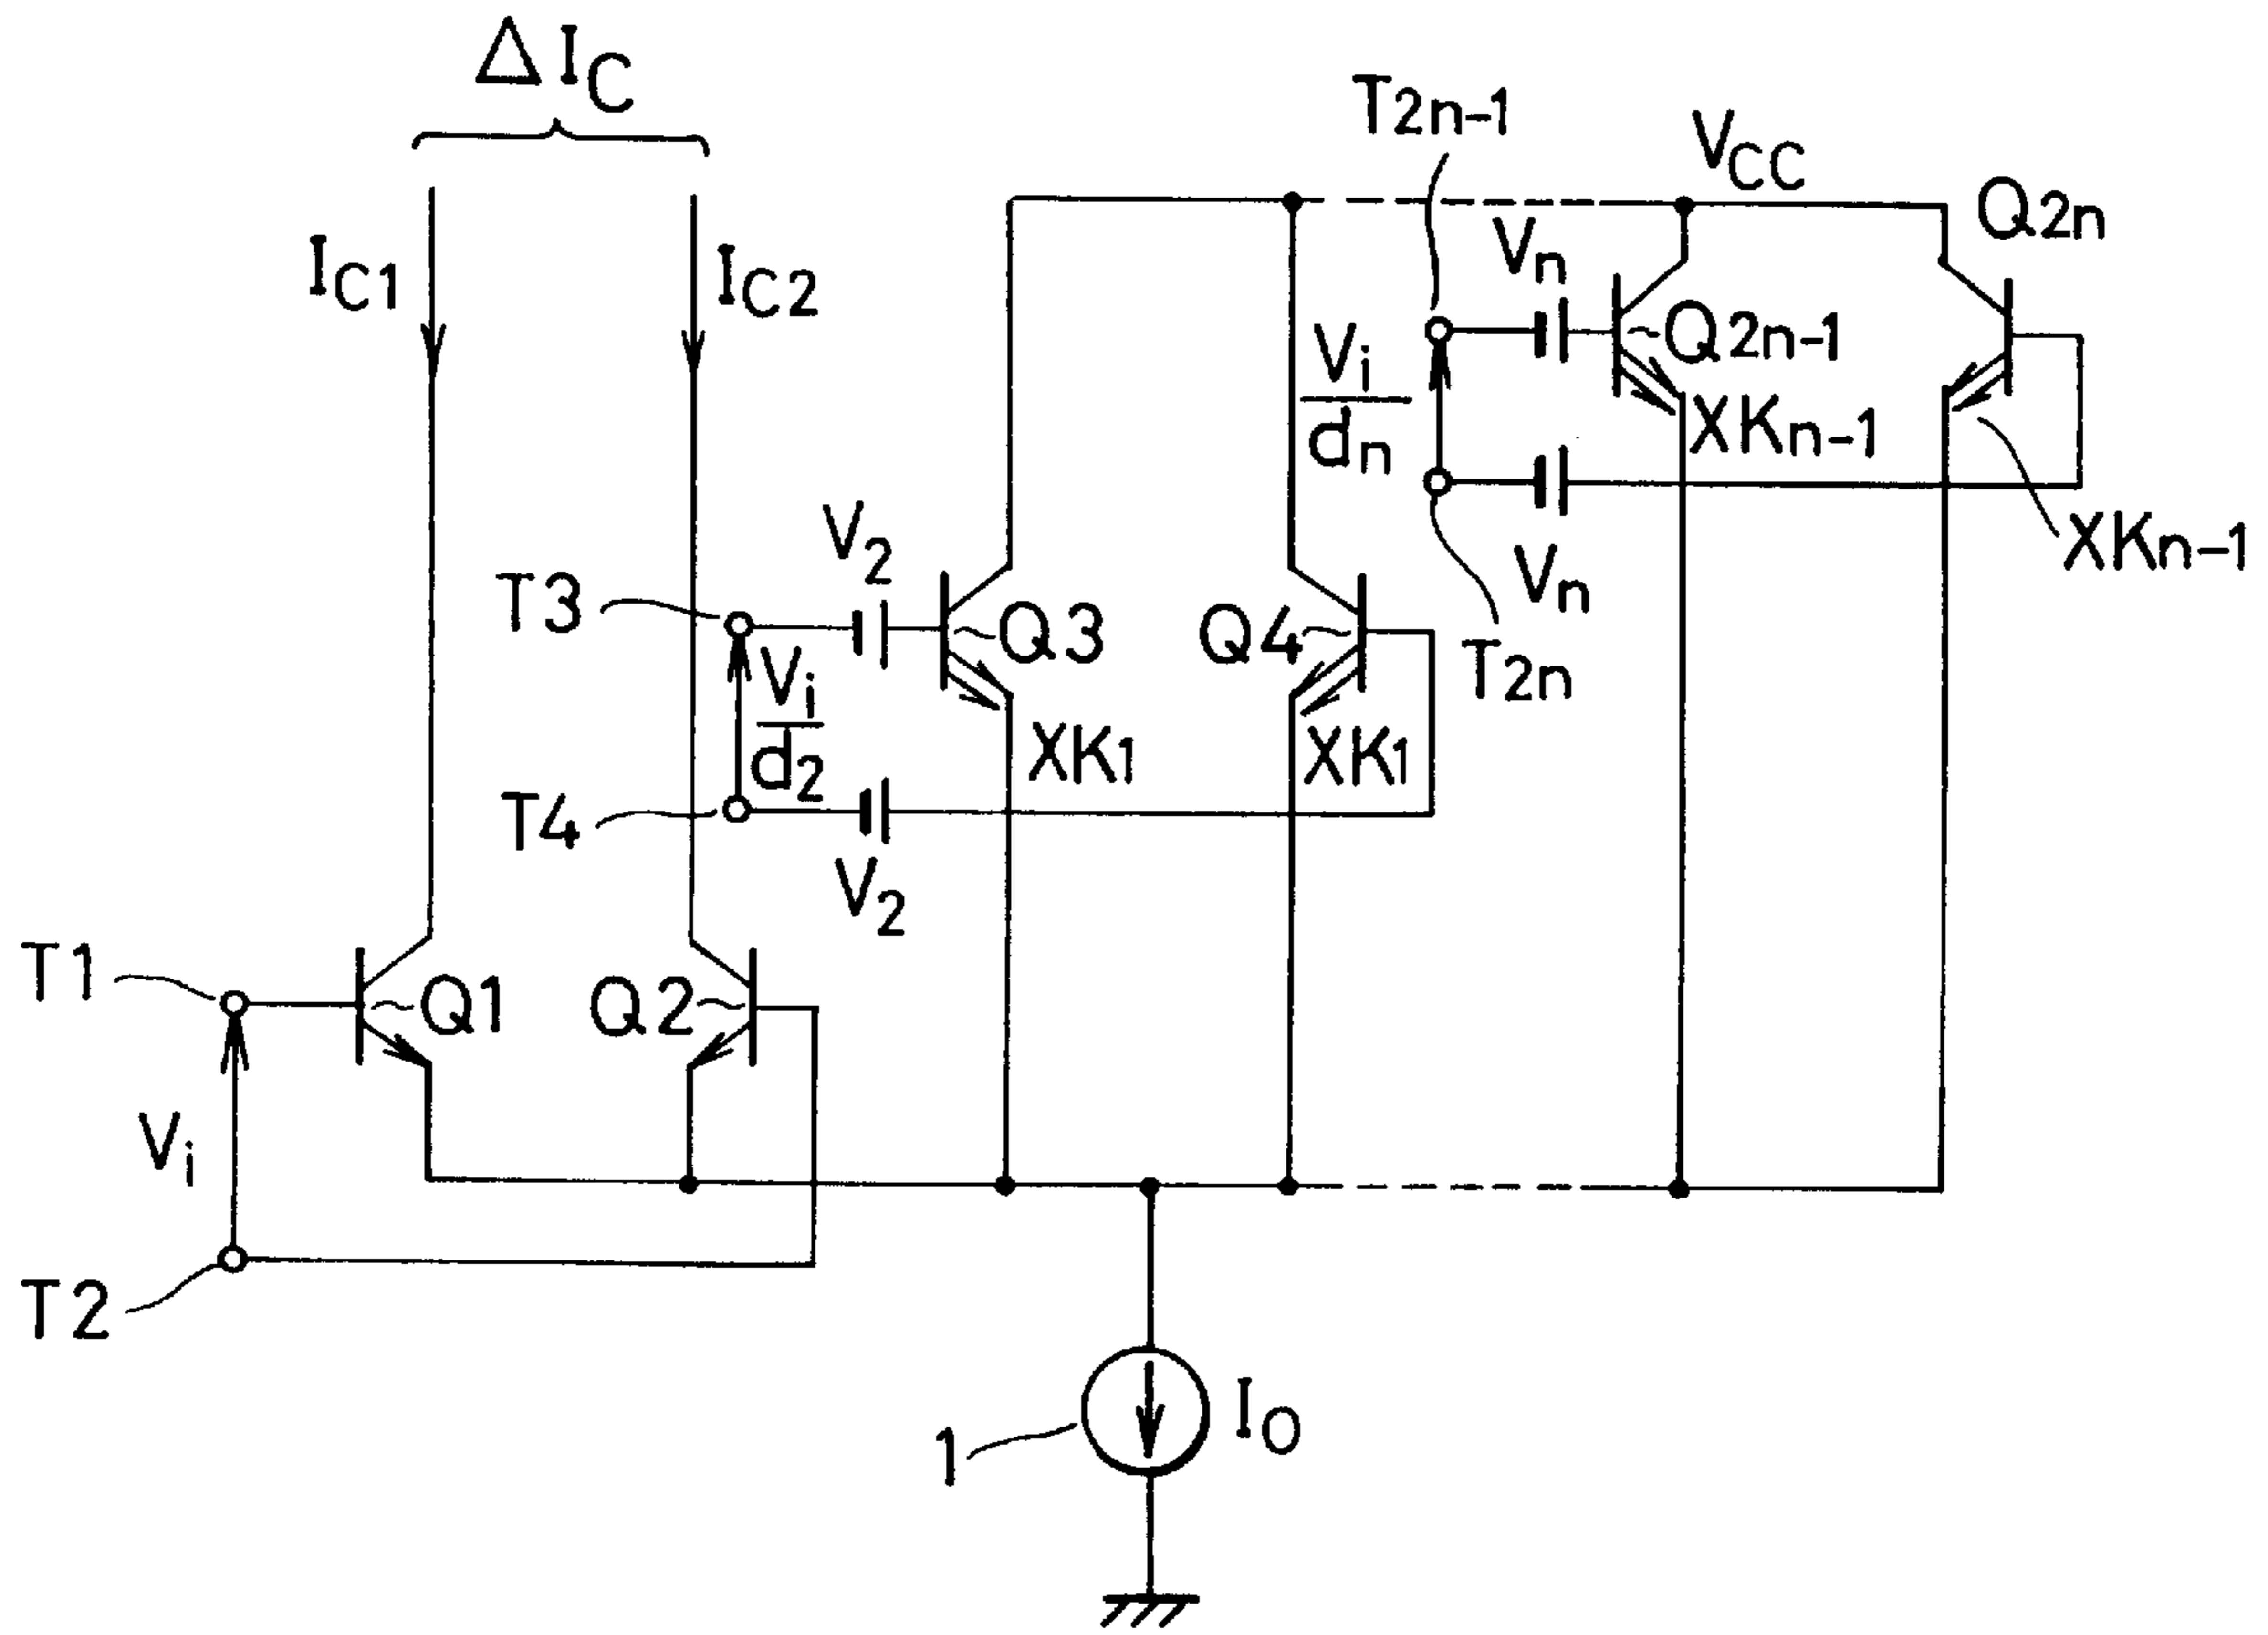 ΔIC
T2n-1
VCC
Q2n
IC1
IC2
Vn
Vi
dn
Q2n-1
XKn-1
V2
Vn
XKn-1
T3
Q3
Q4
T2n
Vi
d2
XK1
XK1
T4
V2
T1
Q1
Q2
Vi
T2
1
IO